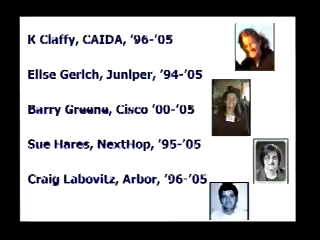 K Claffy, CAIDA, '96-'05
Elise Gerich, Juniper, '94-'05
Barry Greene, Cisco '00-'05
Sue Hares, NextHop, '95-'05
Craig Labovitz, Arbor, '96-'05